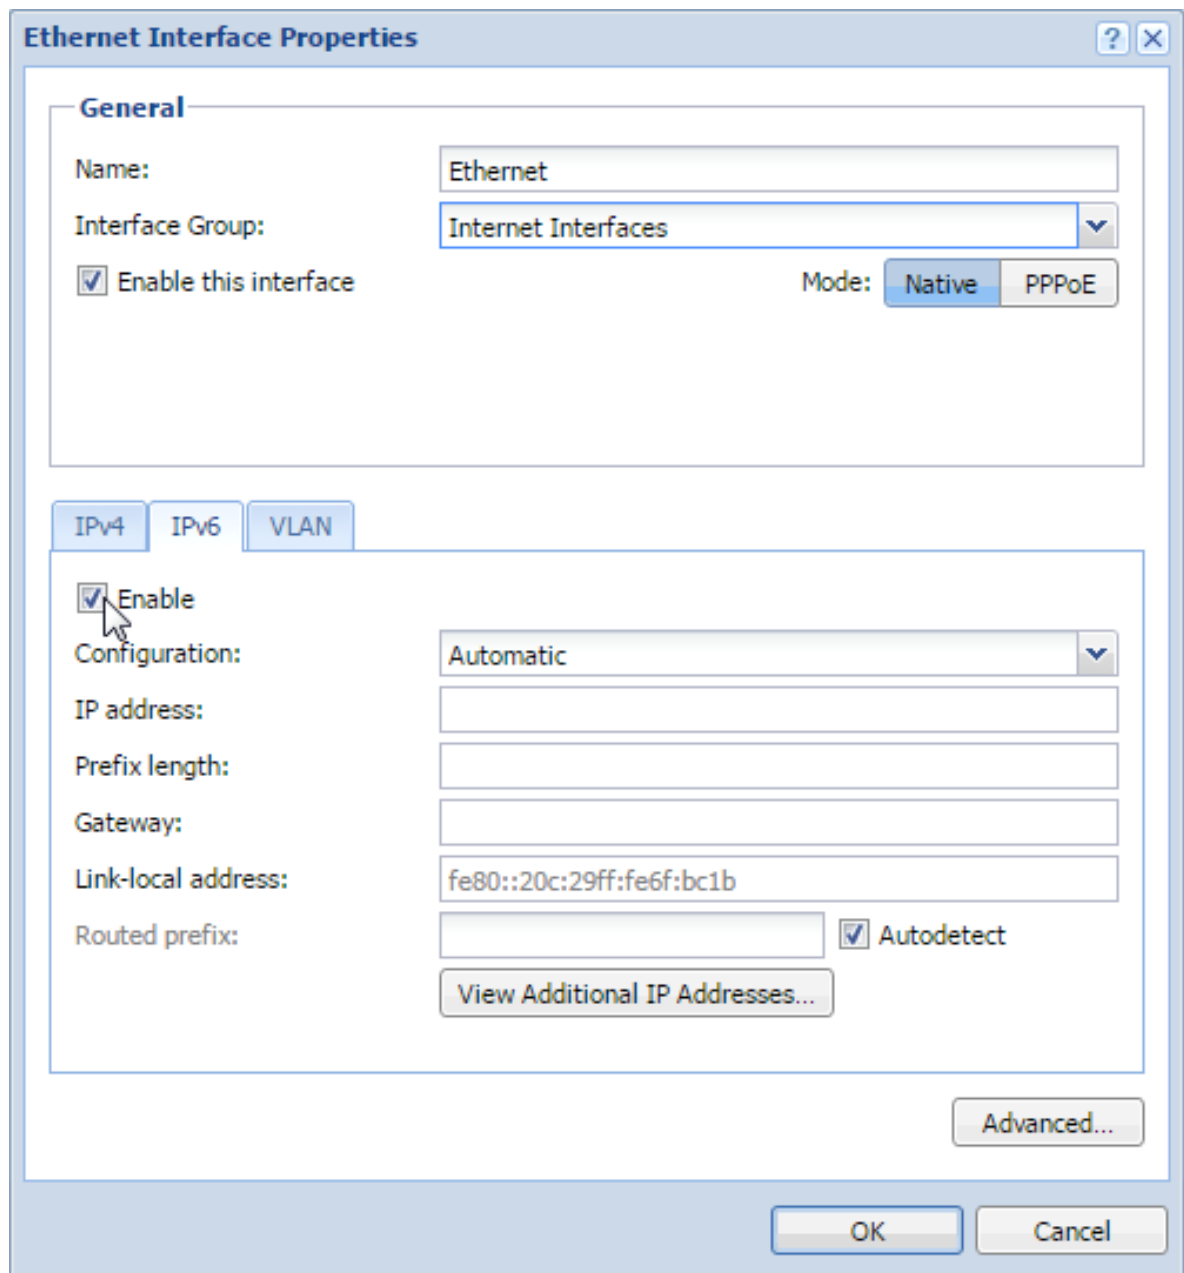 Ethernet Interface Properties
?
General
Name: Ethernet
Interface Group: Internet Interfaces
Enable this interface Mode: Native PPPoE
IPv4 IPv6 VLAN
Enable
Configuration: Automatic
IP address:
Prefix length:
Gateway:
Link-local address: fe80::20c:29ff:fe6f:bc1b
Routed prefix: Autodetect
View Additional IP Addresses...
Advanced...
OK Cancel